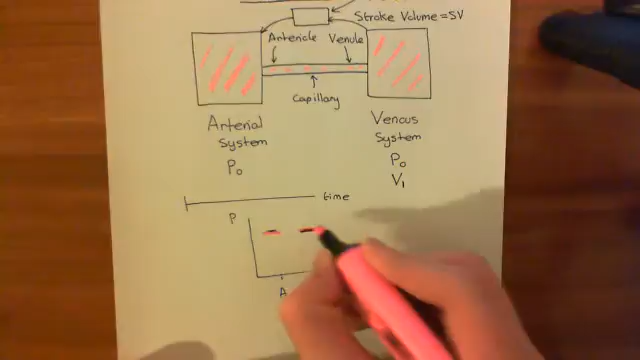 Stroke Volume = SV
Arteriole Venule
Capillary
Arterial
System
P₀
Venous
System
P₀
V₁
time
P
A